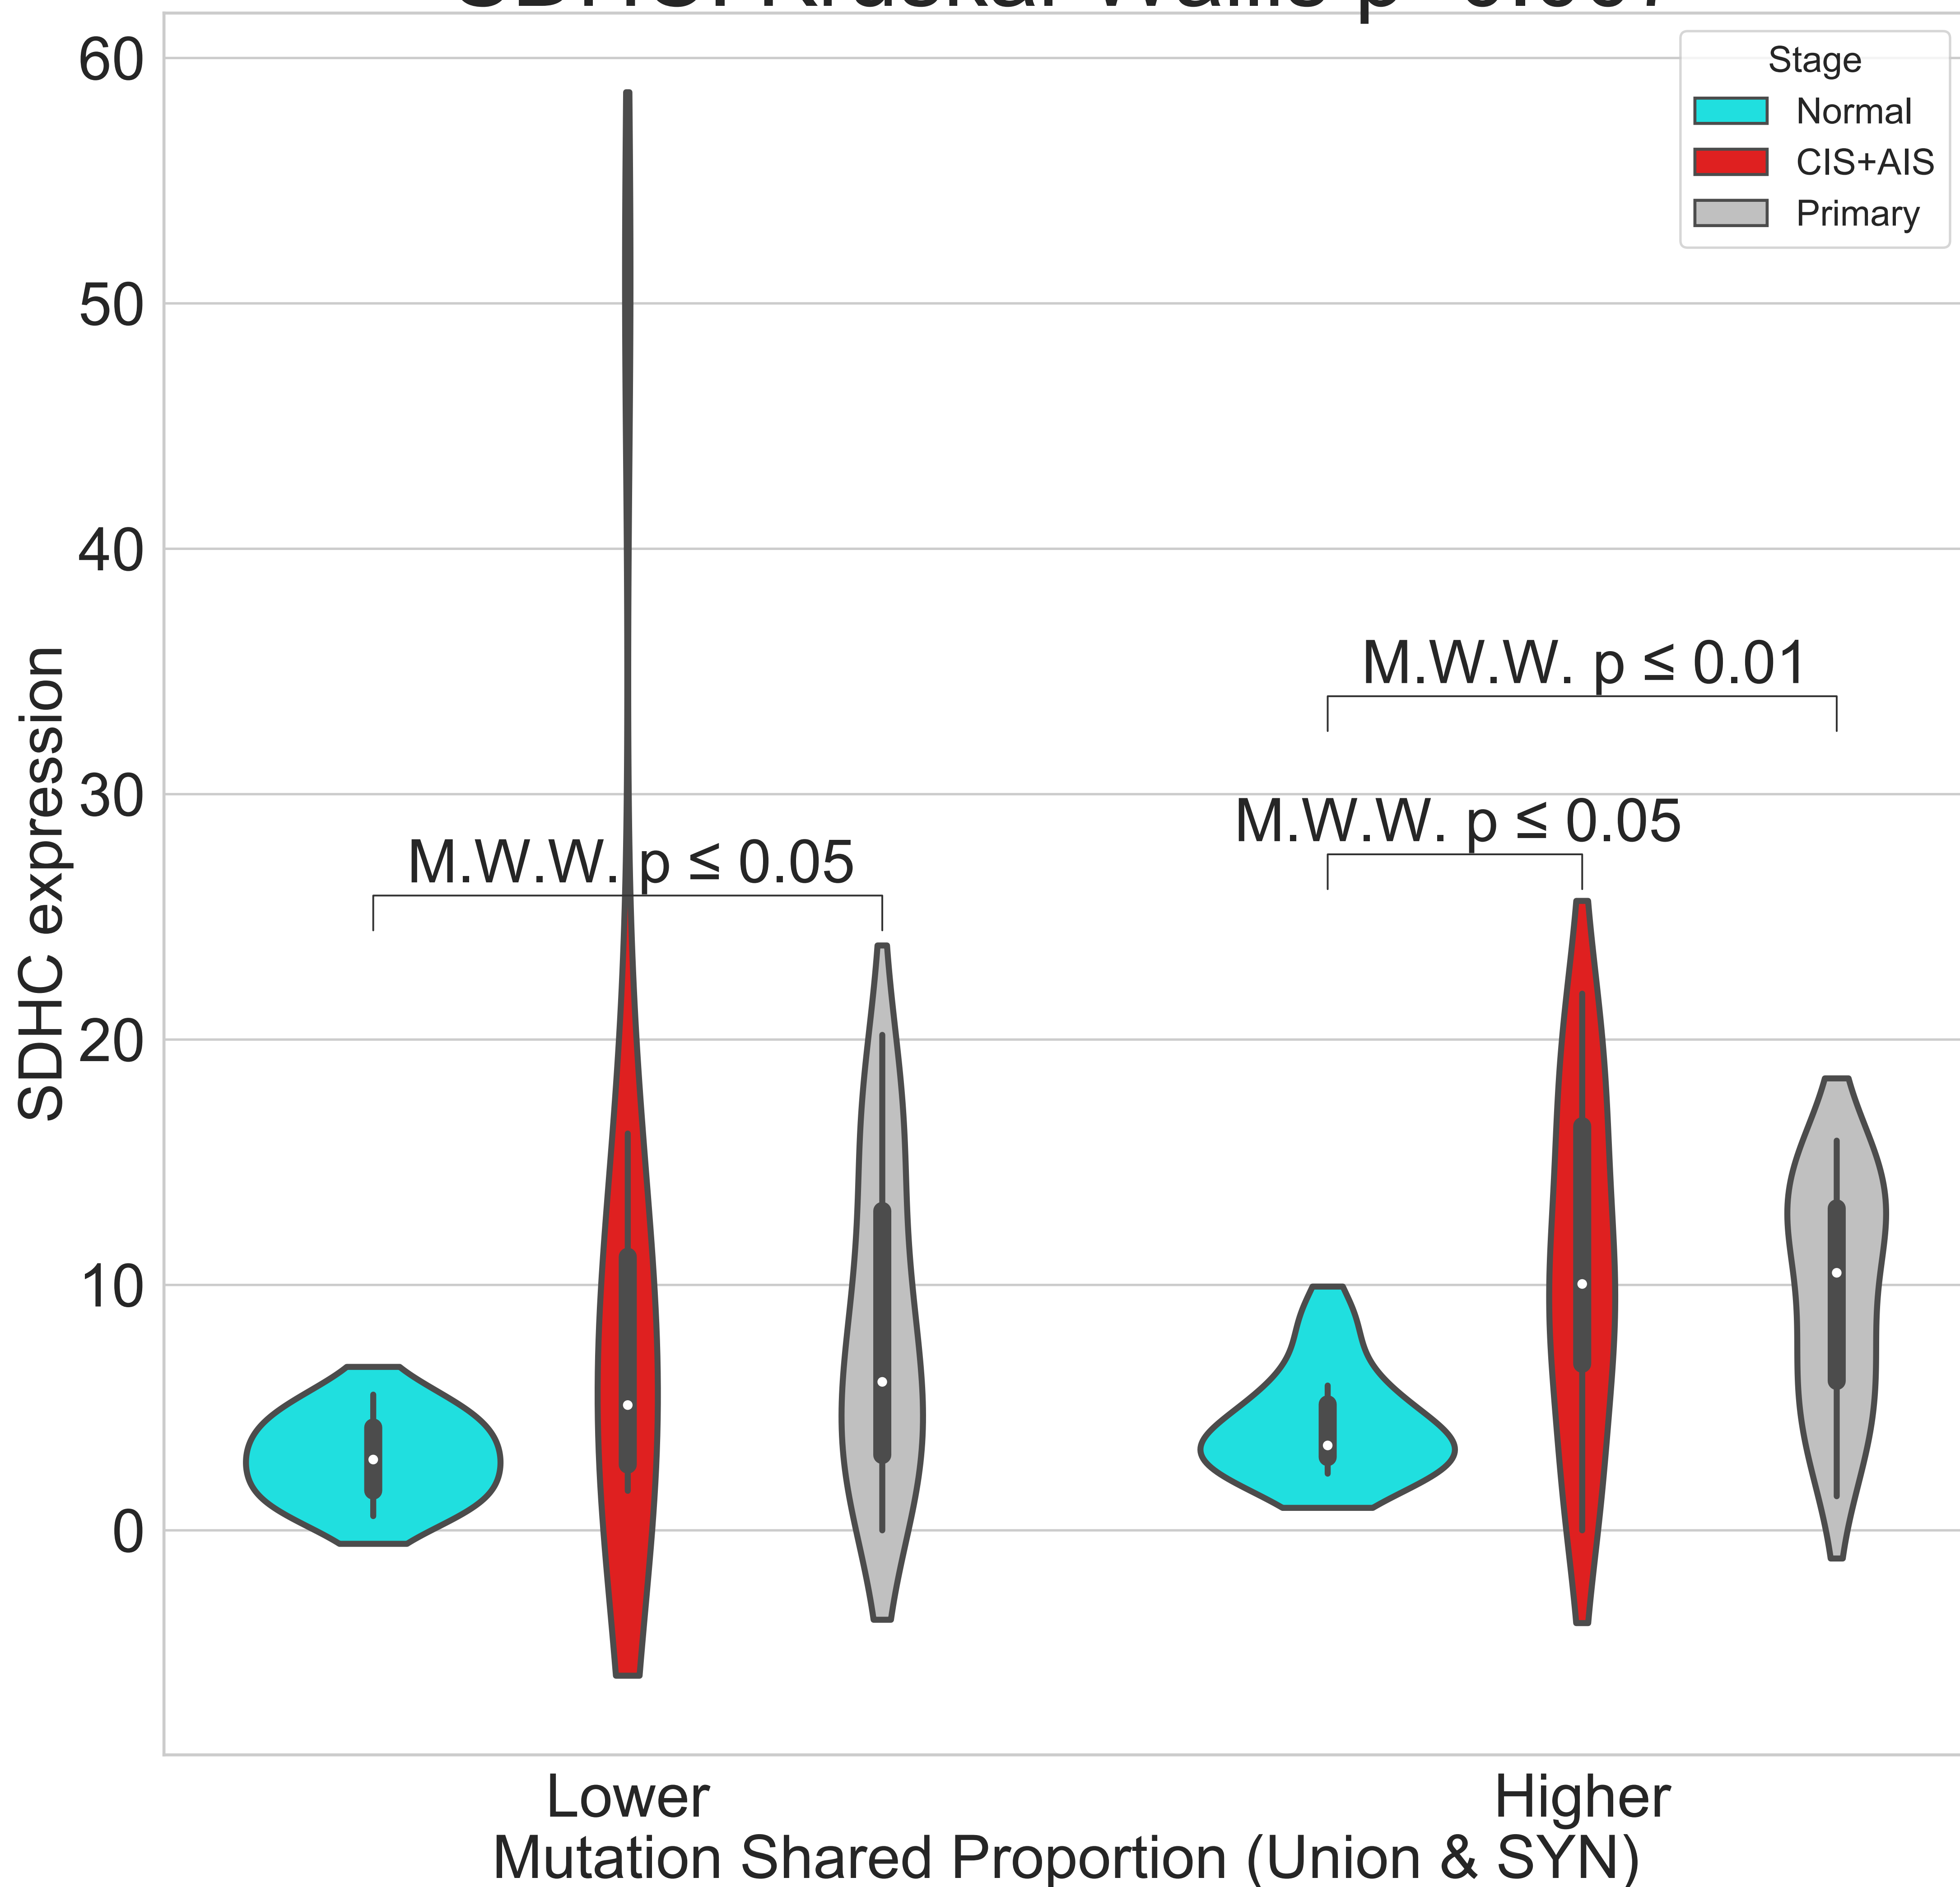 60
50
40
30
20
10
0
SDHC expression
Stage
Normal
CIS+AIS
Primary
M.W.W. p ≤ 0.01
M.W.W. p ≤ 0.05
M.W.W. p ≤ 0.05
Lower
Higher
Mutation Shared Proportion (Union & SYN)